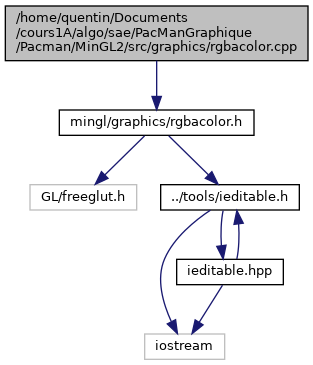 /home/quentin/Documents
/cours1A/algo/sae/PacManGraphique
/Pacman/MinGL2/src/graphics/rgbacolor.cpp
mingl/graphics/rgbacolor.h
GL/freeglut.h
../tools/ieditable.h
ieditable.hpp
iostream